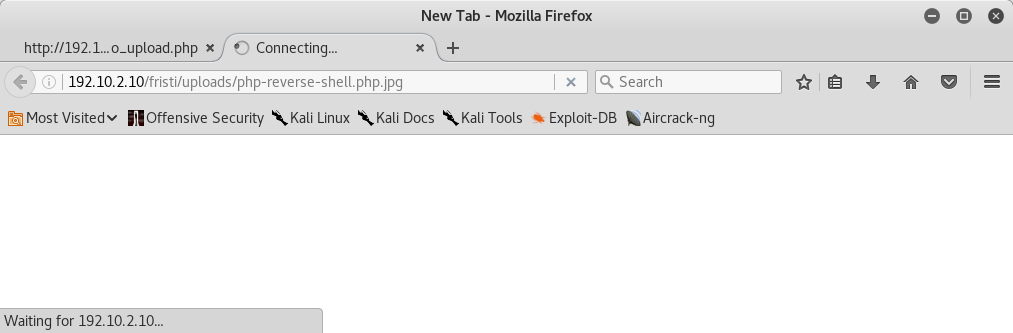 New Tab - Mozilla Firefox
http://192.1...o_upload.php Connecting...
192.10.2.10/fristi/uploads/php-reverse-shell.php.jpg Search
Most Visited Offensive Security Kali Linux Kali Docs Kali Tools Exploit-DB Aircrack-ng
Waiting for 192.10.2.10...